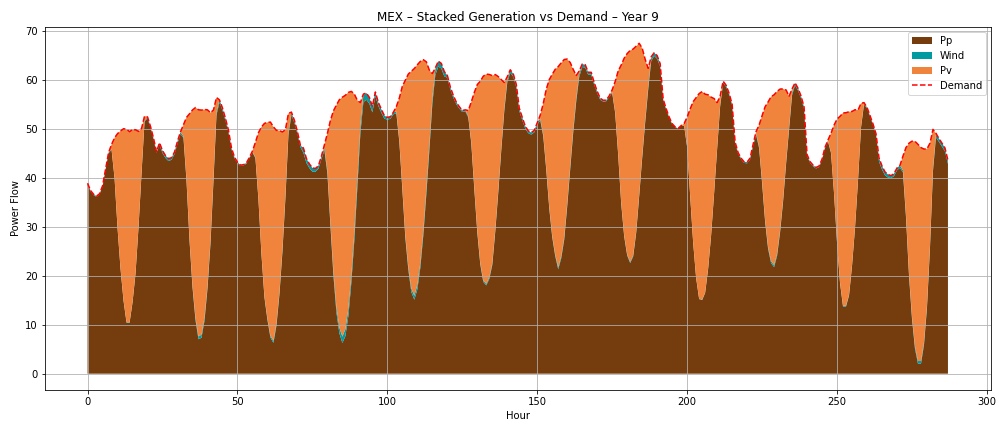 MEX – Stacked Generation vs Demand – Year 9
Power Flow
70
60
50
40
30
20
10
0
Pp
Wind
Pv
Demand
0 50 100 150 200 250 300
Hour